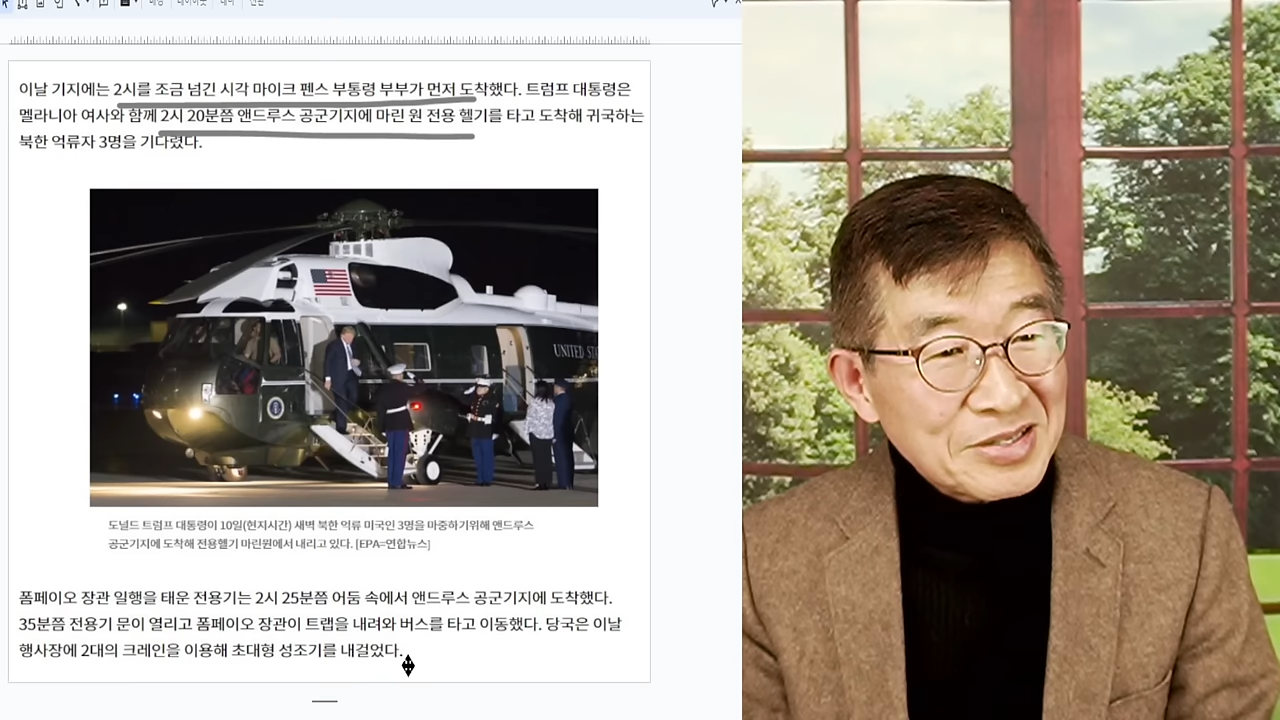 이날 기지에는 2시를 조금 넘긴 시각 마이크 펜스 부통령 부부가 먼저 도착했다. 트럼프 대통령은
멜라니아 여사와 함께 2시 20분쯤 앤드루스 공군기지에 마린 원 전용 헬기를 타고 도착해 귀국하는
북한 억류자 3명을 기다렸다.
UNITED STA
도널드 트럼프 대통령이 10일(현지시간) 새벽 북한 억류 미국인 3명을 마중하기위해 앤드루스
공군기지에 도착해 전용헬기 마린원에서 내리고 있다. [EPA=연합뉴스]
폼페이오 장관 일행을 태운 전용기는 2시 25분쯤 어둠 속에서 앤드루스 공군기지에 도착했다.
35분쯤 전용기 문이 열리고 폼페이오 장관이 트랩을 내려와 버스를 타고 이동했다. 당국은 이날
행사장에 2대의 크레인을 이용해 초대형 성조기를 내걸었다.